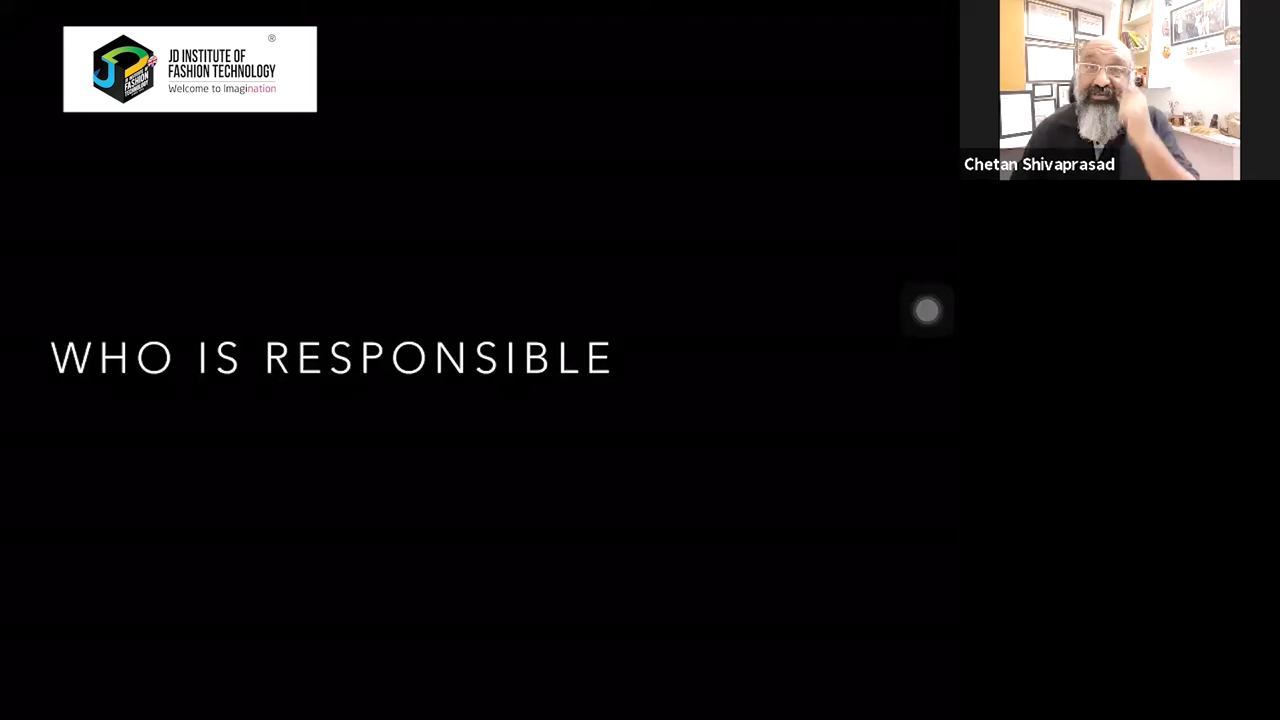 ®
JD INSTITUTE OF
FASHION TECHNOLOGY
Welcome to Imagination
Chetan Shivaprasad
WHO IS RESPONSIBLE